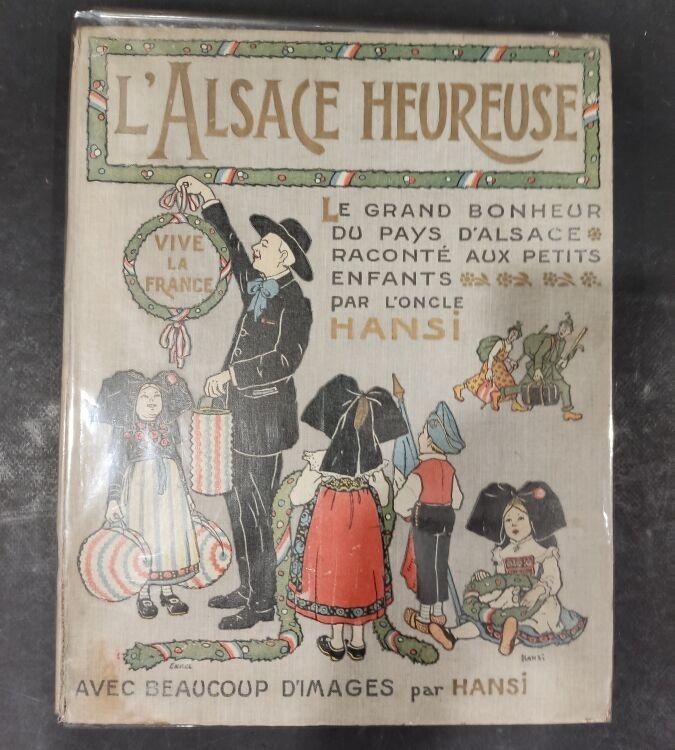 L'ALSACE HEUREUSE
LE GRAND BONHEUR
DU PAYS D'ALSACE
RACONTÉ AUX PETITS
ENFANTS
PAR L'ONCLE
HANSi
VIVE
LA
FRANCE
HANSi
AVEC BEAUCOUP D'IMAGES par HANSi